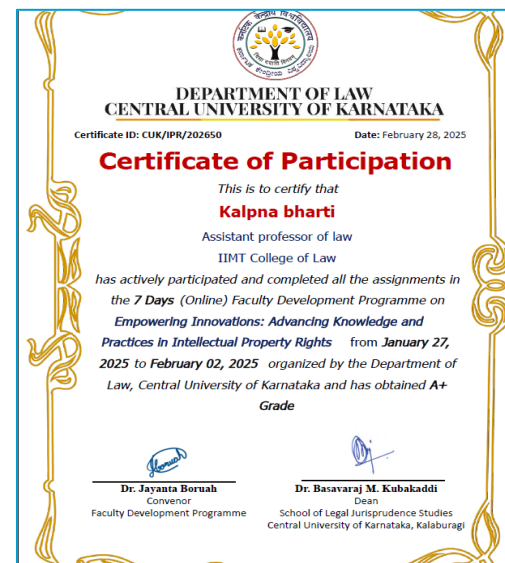 DEPARTMENT OF LAW
CENTRAL UNIVERSITY OF KARNATAKA
Certificate ID: CUK/IPR/202650 Date: February 28, 2025
Certificate of Participation
This is to certify that
Kalpna bharti
Assistant professor of law
IIMT College of Law
has actively participated and completed all the assignments in
the 7 Days (Online) Faculty Development Programme on
Empowering Innovations: Advancing Knowledge and
Practices in Intellectual Property Rights from January 27,
2025 to February 02, 2025 organized by the Department of
Law, Central University of Karnataka and has obtained A+
Grade
Dr. Jayanta Boruah Dr. Basavaraj M. Kubakaddi
Convenor Dean
Faculty Development Programme School of Legal Jurisprudence Studies
Central University of Karnataka, Kalaburagi